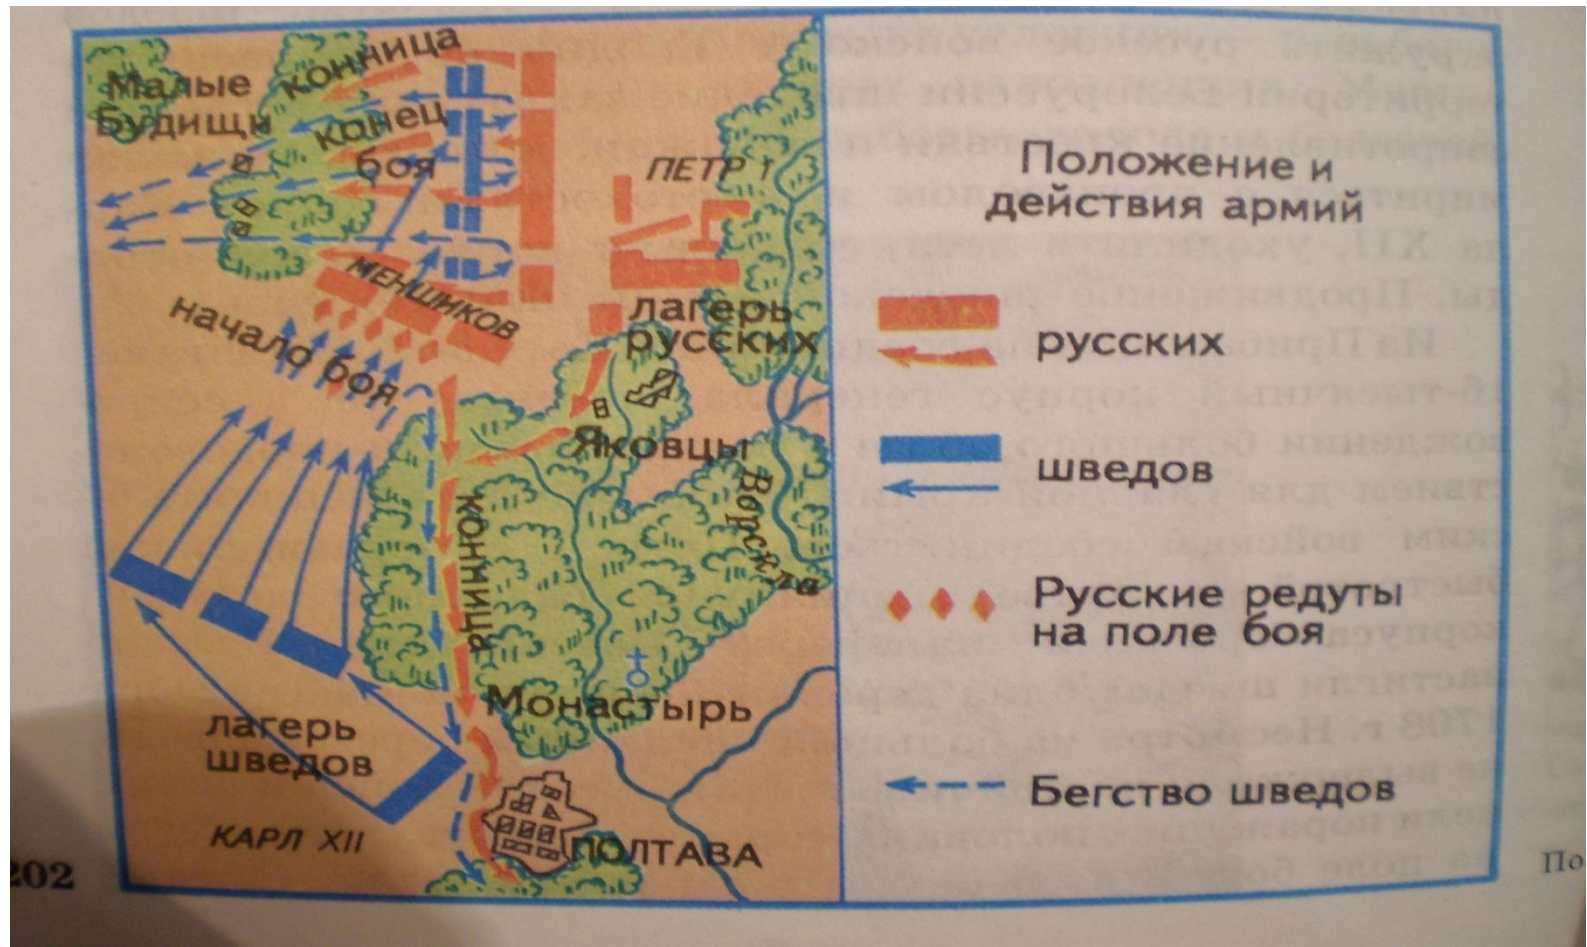 конница
Малые
Будищи
конец
боя
ПЕТР I
МЕНШИКОВ
начало боя
лагерь
русских
Яковцы
Ворскла
конница
Монастырь
лагерь
шведов
КАРЛ XII
ПОЛТАВА
202
Положение и
действия армий
русских
шведов
Русские редуты
на поле боя
Бегство шведов
По